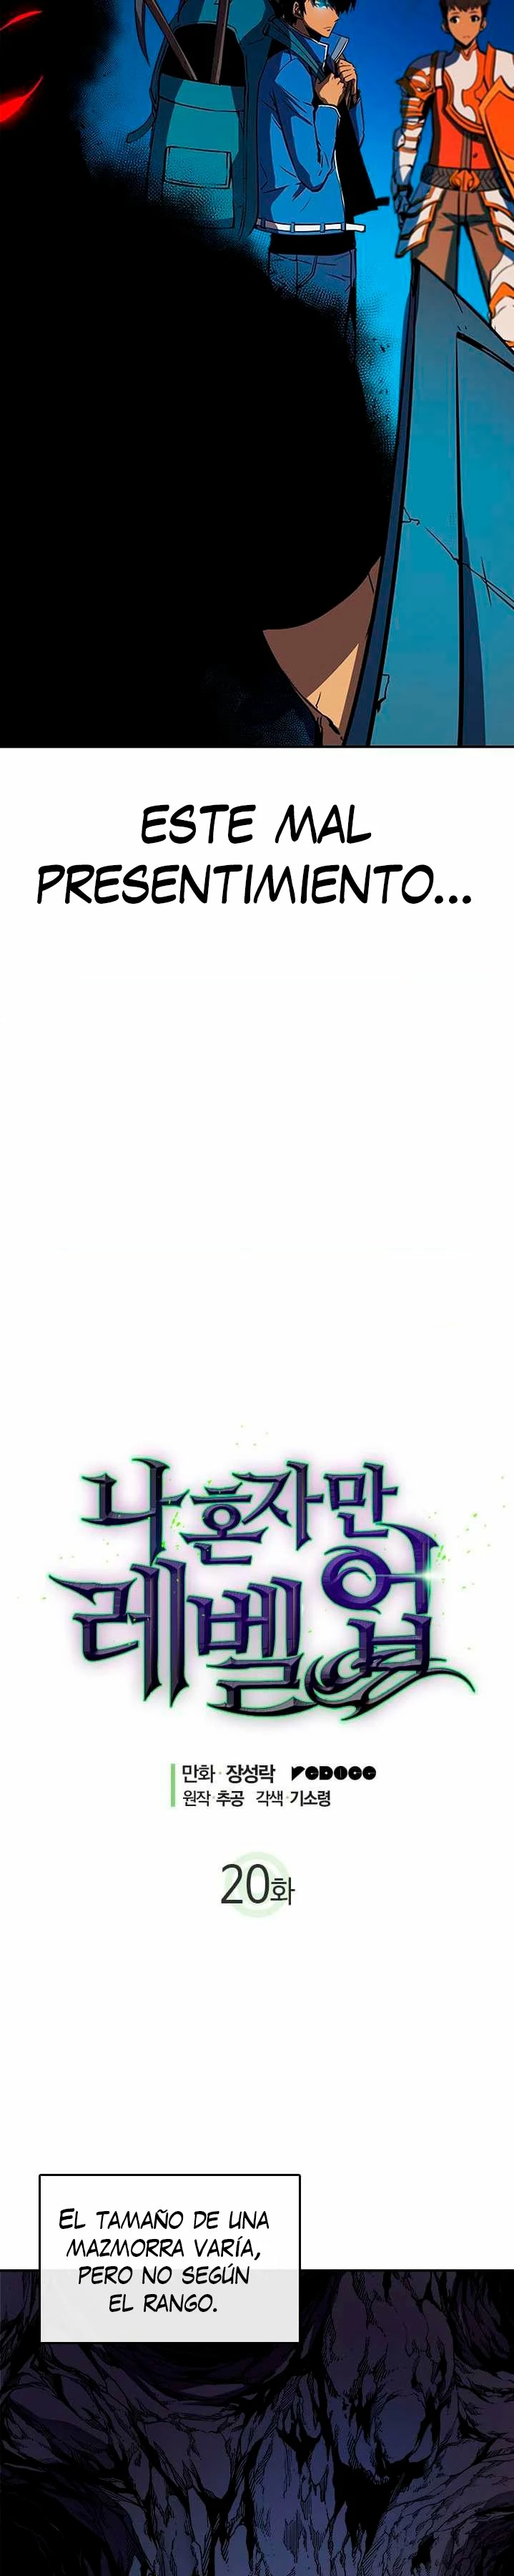 ESTE MAL
PRESENTIMIENTO...
나 혼자만
레벨업
만화·장성락 REDICE
원작·추공 각색·기소령
20화
EL TAMAÑO DE UNA
MAZMORRA VARÍA,
PERO NO SEGÚN
EL RANGO.